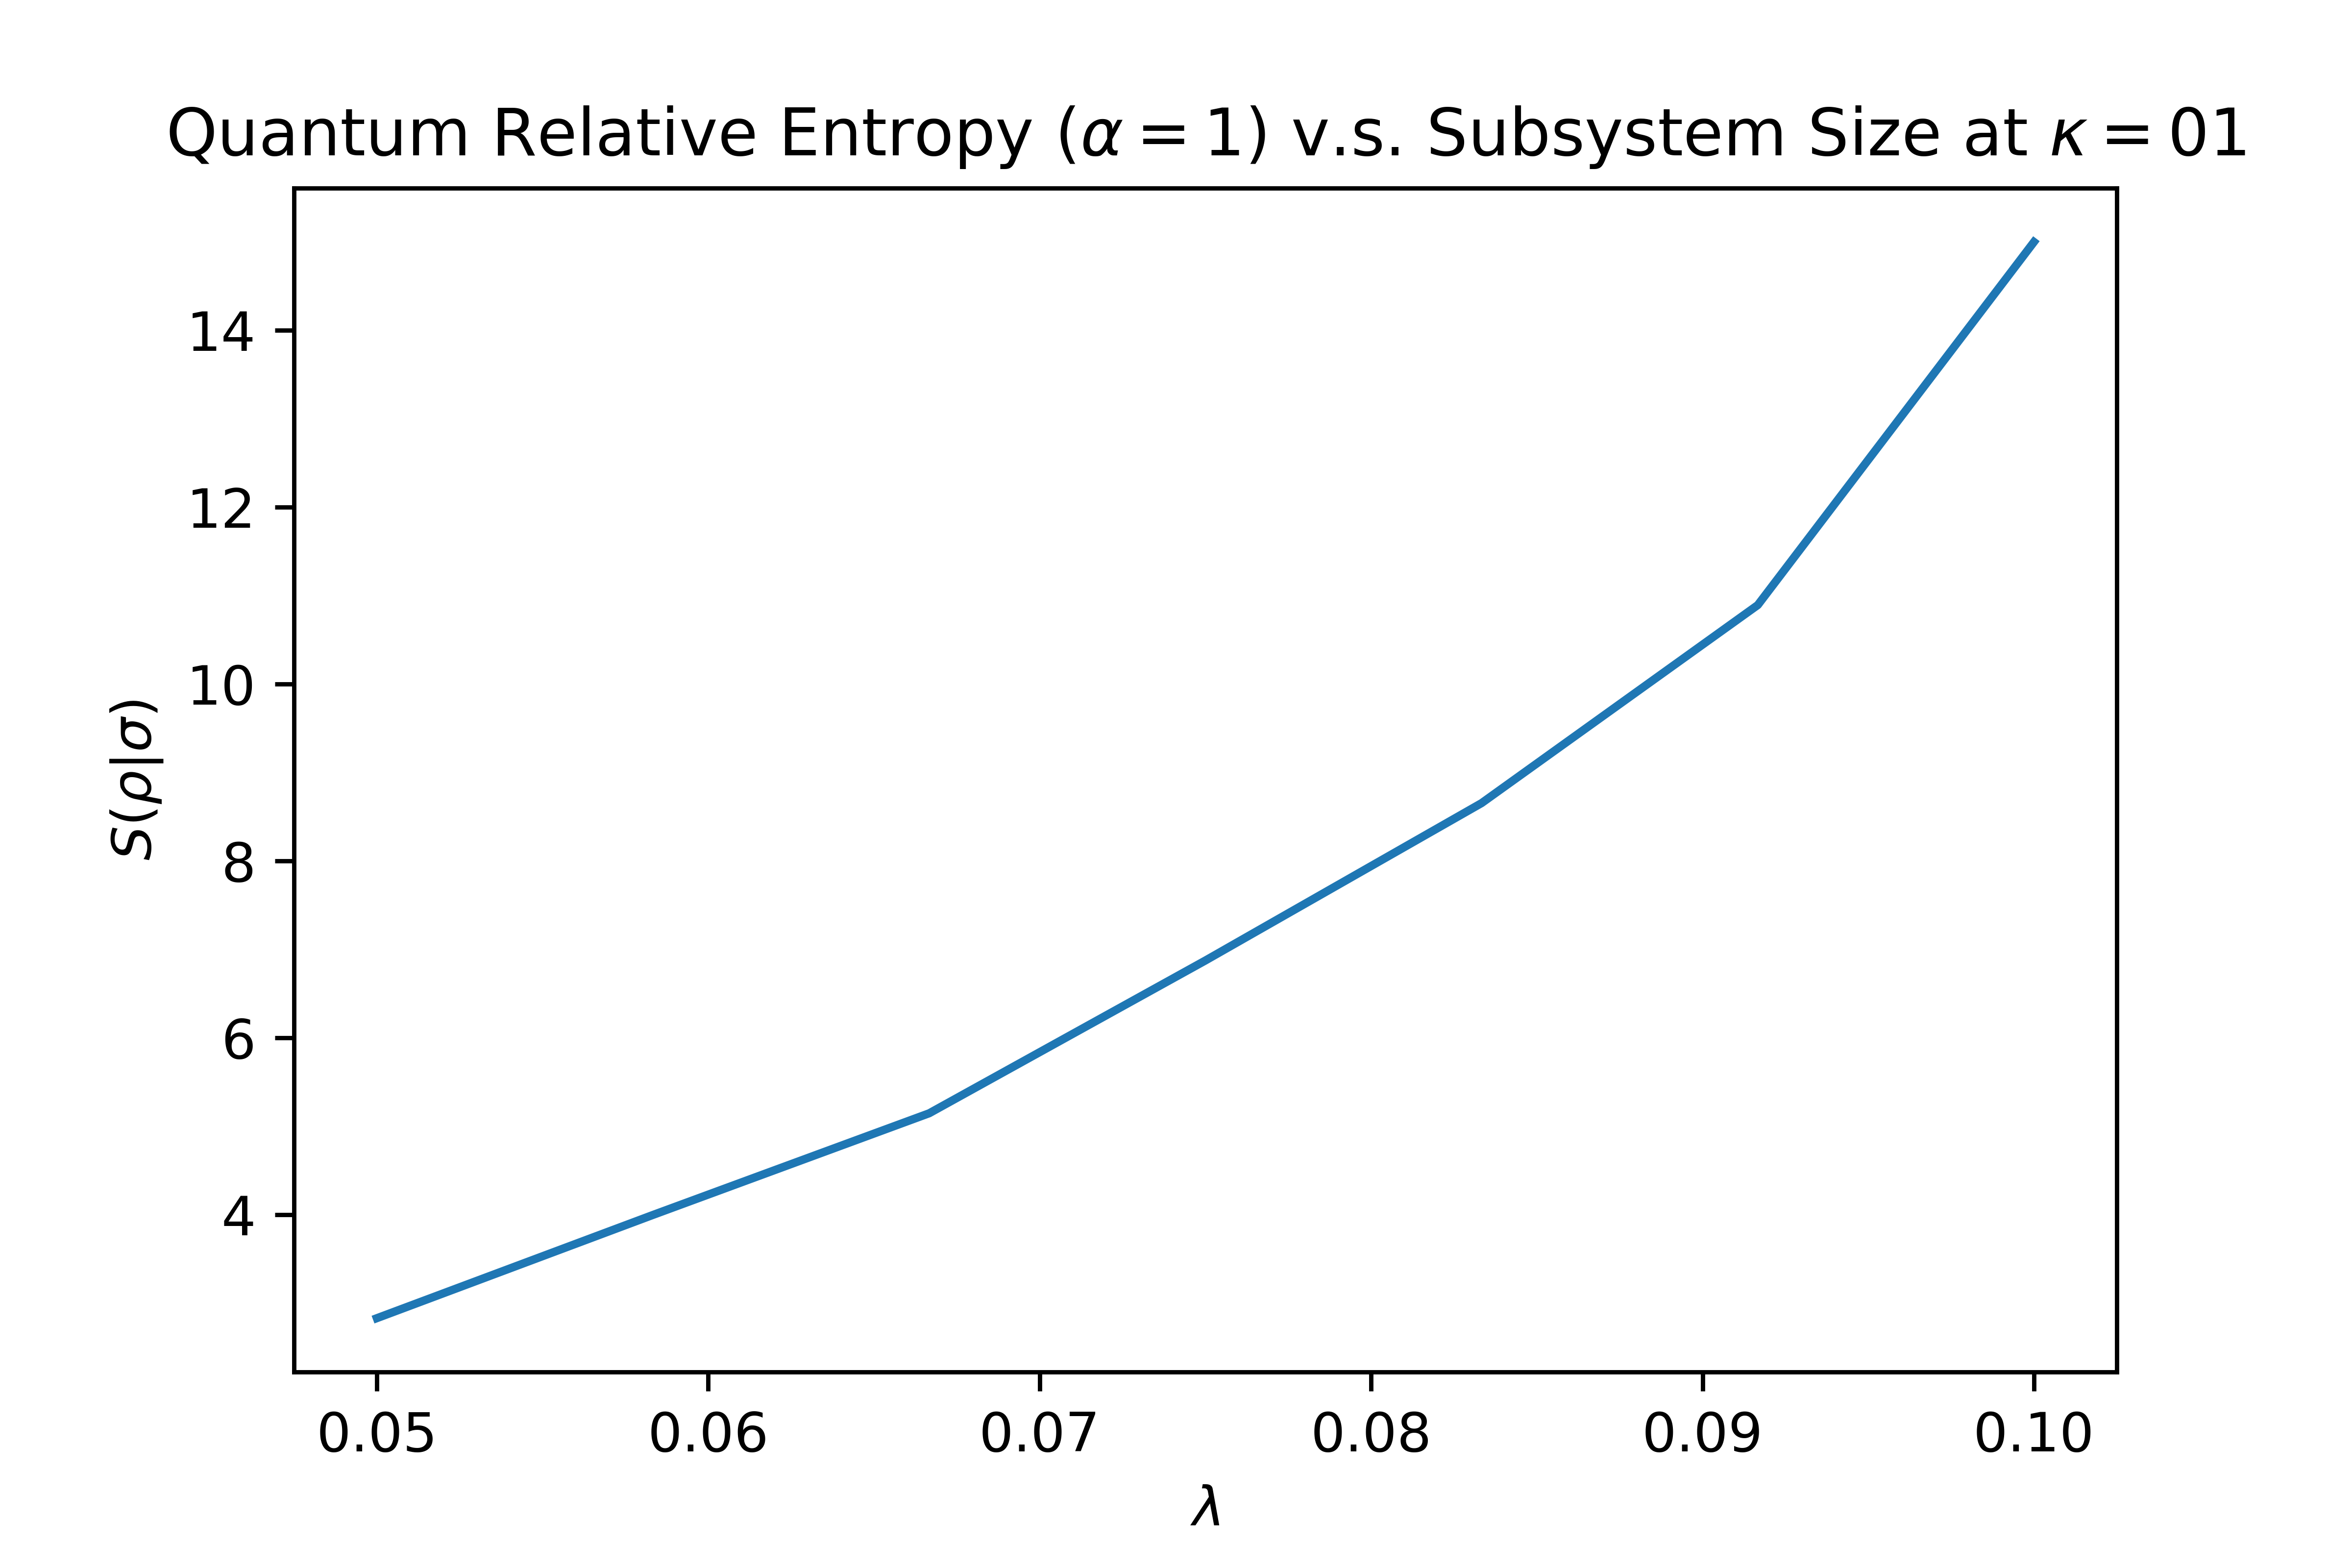 Quantum Relative Entropy (α = 1) v.s. Subsystem Size at κ = 01
S(ρ|σ)
14
12
10
8
6
4
0.05 0.06 0.07 0.08 0.09 0.10
λ